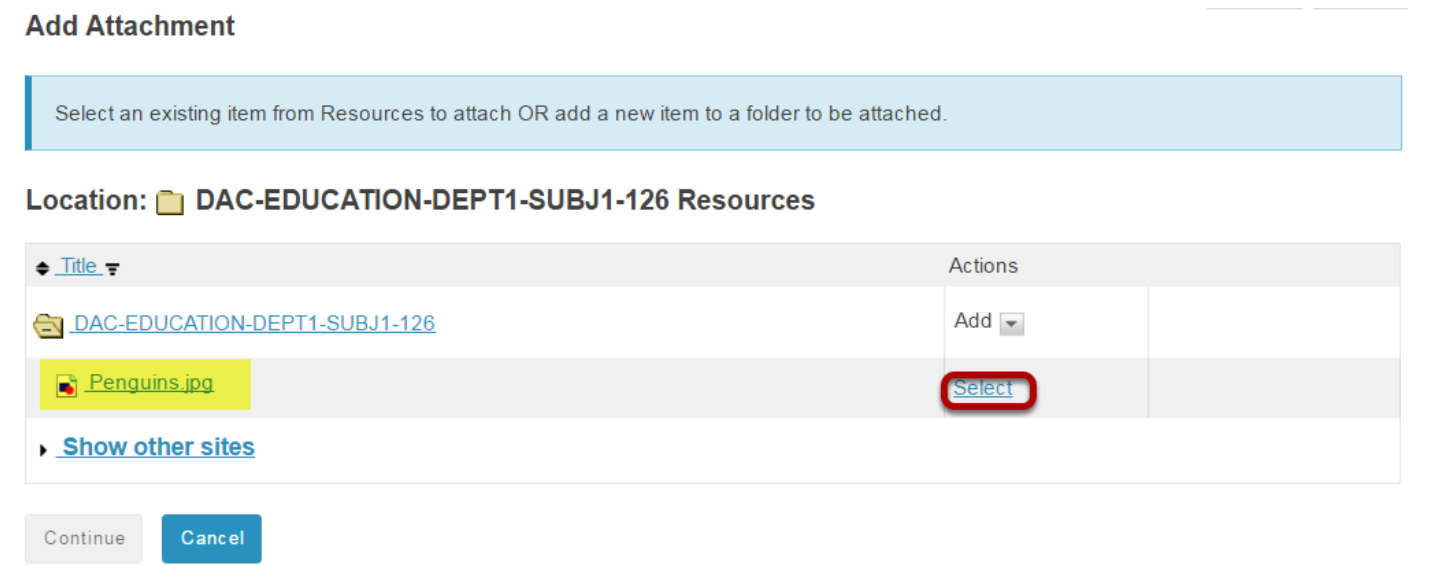 Add Attachment
Select an existing item from Resources to attach OR add a new item to a folder to be attached.
Location: DAC-EDUCATION-DEPT1-SUBJ1-126 Resources
Title Actions
DAC-EDUCATION-DEPT1-SUBJ1-126 Add
Penguins.jpg Select
Show other sites
Continue Cancel